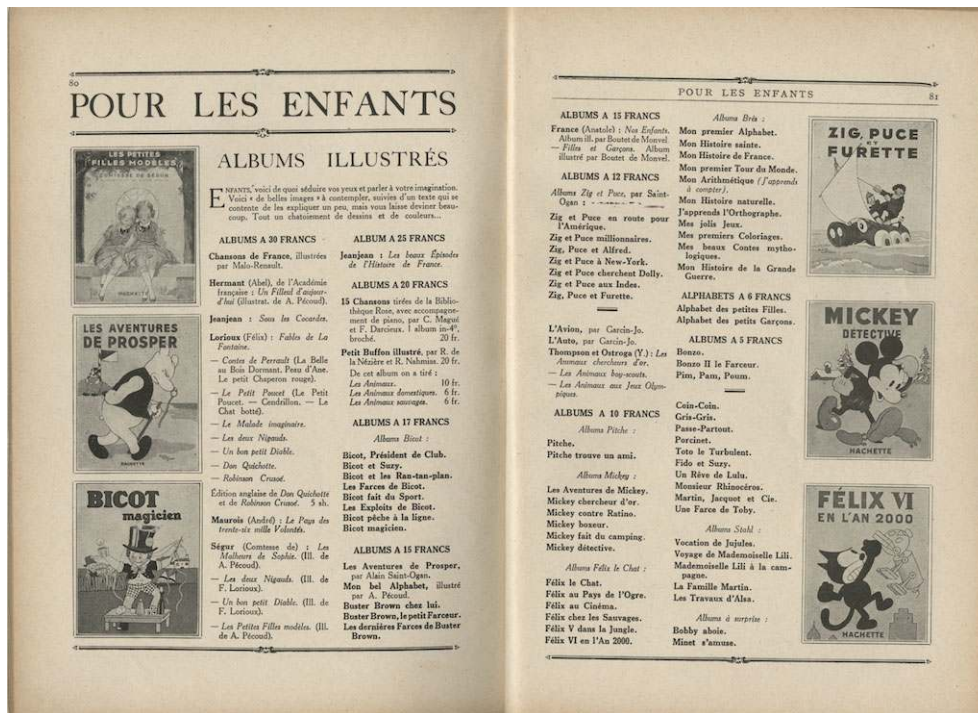 80
POUR LES ENFANTS
LES PETITES
FILLES MODÈLES
COMTESSE DE SÉGUR
HACHETTE
LES AVENTURES
DE PROSPER
HACHETTE
BICOT
magicien
ALBUMS ILLUSTRÉS
ENFANTS, voici de quoi séduire vos yeux et parler à votre imagination.
Voici « de belles images » à contempler, suivies d'un texte qui se
contente de les expliquer un peu, mais vous laisse deviner beau-
coup. Tout un chatoiement de dessins et de couleurs...
ALBUMS A 30 FRANCS
Chansons de France, illustrées
par Malo-Renault.
Hermant (Abel), de l'Académie
française : Un Filleul d'aujour-
d'hui (illustrat. de A. Pécoud).
Jeanjean : Sous les Cocardes.
Lorioux (Félix) : Fables de La
Fontaine.
— Contes de Perrault (La Belle
au Bois Dormant. Peau d'Ane.
Le petit Chaperon rouge).
— Le Petit Poucet (Le Petit
Poucet. — Cendrillon. — Le
Chat botté).
— Le Malade imaginaire.
— Les deux Nigauds.
— Un bon petit Diable.
— Don Quichotte.
— Robinson Crusoé.
Édition anglaise de Don Quichotte
et de Robinson Crusoé. 5 sh.
Maurois (André) : Le Pays des
trente-six mille Volontés.
Ségur (Comtesse de) : Les
Malheurs de Sophie. (Ill. de
A. Pécoud).
— Les deux Nigauds. (Ill. de
F. Lorioux).
— Un bon petit Diable. (Ill. de
F. Lorioux).
— Les Petites Filles modèles. (Ill.
de A. Pécoud).
ALBUM A 25 FRANCS
Jeanjean : Les beaux Épisodes
de l'Histoire de France.
ALBUMS A 20 FRANCS
15 Chansons tirées de la Biblio-
thèque Rose, avec accompagne-
ment de piano, par C. Magué
et F. Darcieux. 1 album in-4°,
broché. 20 fr.
Petit Buffon illustré, par R. de
la Nézière et R. Nahmias. 20 fr.
De cet album on a tiré :
Les Animaux. 10 fr.
Les Animaux domestiques. 6 fr.
Les Animaux sauvages. 6 fr.
ALBUMS A 17 FRANCS
Albums Bicot :
Bicot, Président de Club.
Bicot et Suzy.
Bicot et les Ran-tan-plan.
Les Farces de Bicot.
Bicot fait du Sport.
Les Exploits de Bicot.
Bicot pêche à la ligne.
Bicot magicien.
ALBUMS A 15 FRANCS
Les Aventures de Prosper,
par Alain Saint-Ogan.
Mon bel Alphabet, illustré
par A. Pécoud.
Buster Brown chez lui.
Buster Brown, le petit Farceur.
Les dernières Farces de Buster
Brown.
POUR LES ENFANTS
81
ALBUMS A 15 FRANCS
France (Anatole) : Nos Enfants.
Album ill. par Boutet de Monvel.
— Filles et Garçons. Album
illustré par Boutet de Monvel.
ALBUMS A 12 FRANCS
Albums Zig et Puce, par Saint-
Ogan :
Zig et Puce en route pour
l'Amérique.
Zig et Puce millionnaires.
Zig, Puce et Alfred.
Zig et Puce à New-York.
Zig et Puce cherchent Dolly.
Zig et Puce aux Indes.
Zig, Puce et Furette.
L'Avion, par Garcin-Jo.
L'Auto, par Garcin-Jo.
Thompson et Ostroga (Y.) : Les
Animaux chercheurs d'or.
— Les Animaux boy-scouts.
— Les Animaux aux Jeux Olym-
piques.
ALBUMS A 10 FRANCS
Albums Pitche :
Pitche.
Pitche trouve un ami.
Albums Mickey :
Les Aventures de Mickey.
Mickey chercheur d'or.
Mickey contre Ratino.
Mickey boxeur.
Mickey fait du camping.
Mickey détective.
Albums Félix le Chat :
Félix le Chat.
Félix au Pays de l'Ogre.
Félix au Cinéma.
Félix chez les Sauvages.
Félix V dans la Jungle.
Félix VI en l'An 2000.
Albums Brés :
Mon premier Alphabet.
Mon Histoire sainte.
Mon Histoire de France.
Mon premier Tour du Monde.
Mon Arithmétique (J'apprends
à compter).
Mon Histoire naturelle.
J'apprends l'Orthographe.
Mes jolis Jeux.
Mes premiers Coloriages.
Mes beaux Contes mytho-
logiques.
Mon Histoire de la Grande
Guerre.
ALPHABETS A 6 FRANCS
Alphabet des petites Filles.
Alphabet des petits Garçons.
ALBUMS A 5 FRANCS
Bonzo.
Bonzo II le Farceur.
Pim, Pam, Poum.
Coin-Coin.
Gris-Gris.
Passe-Partout.
Porcinet.
Toto le Turbulent.
Fido et Suzy.
Un Rêve de Lulu.
Monsieur Rhinocéros.
Martin, Jacquot et Cie.
Une Farce de Toby.
Albums Stahl :
Vocation de Jujules.
Voyage de Mademoiselle Lili.
Mademoiselle Lili à la cam-
pagne.
La Famille Martin.
Les Travaux d'Alsa.
Albums à surprise :
Bobby aboie.
Minet s'amuse.
ZIG, PUCE
ET
FURETTE
MICKEY
DÉTECTIVE
HACHETTE
FÉLIX VI
EN L'AN 2000
HACHETTE